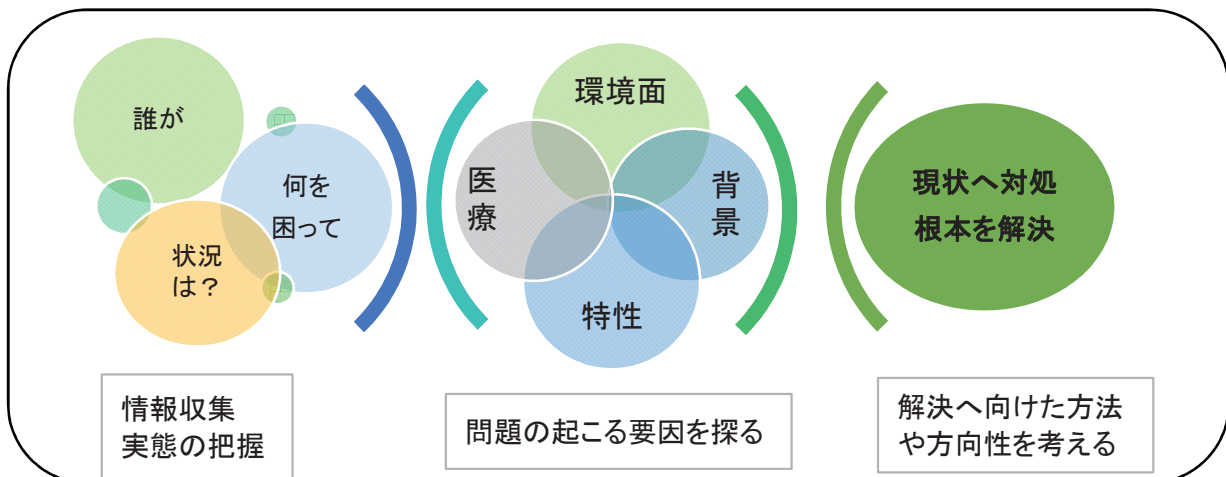 誰が
何を
困って
状況
は?
環境面
医療
背景
特性
現状へ対処
根本を解決
情報収集
実態の把握
問題の起こる要因を探る
解決へ向けた方法
や方向性を考える